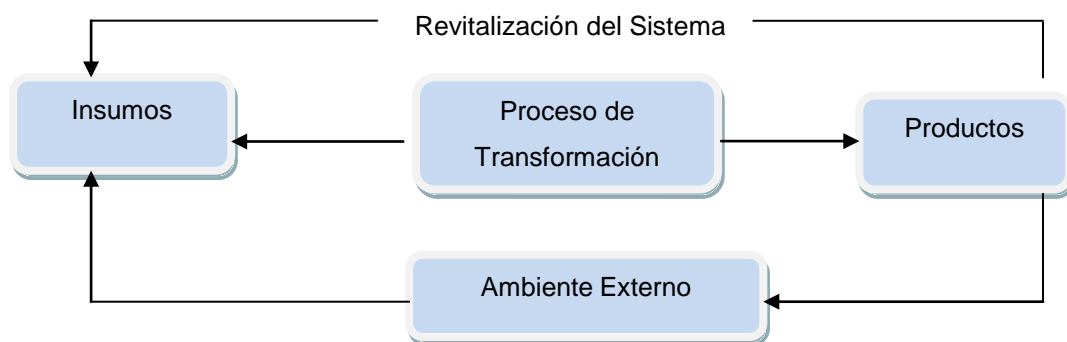 Revitalización del Sistema
Insumos
Proceso de
Transformación
Productos
Ambiente Externo